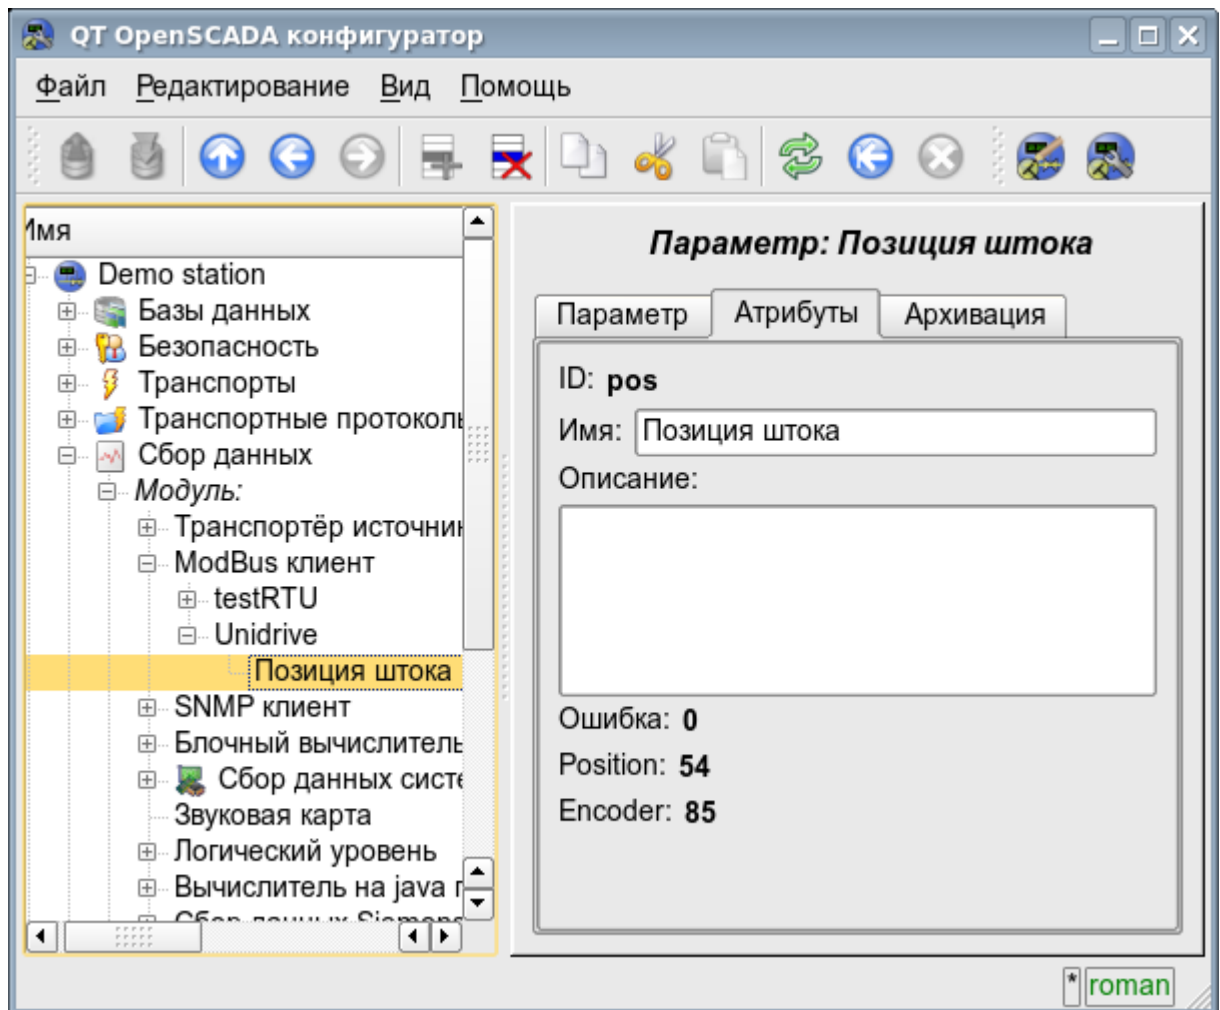 QT OpenSCADA конфигуратор
Файл Редактирование Вид Помощь
Имя
Demo station
Базы данных
Безопасность
Транспорты
Транспортные
Сбор данных
Модуль:
Транспортёр
ModBus клиент
testRTU
Unidrive
Позиция штока
SNMP клиент
Блочный вычислитель
Сбор данных
Звуковая карта
Логический уровень
Вычислитель на java
Сбор данных
Параметр: Позиция штока
Параметр Атрибуты Архивация
ID: pos
Имя: Позиция штока
Описание:
Ошибка: 0
Position: 54
Encoder: 85
* roman